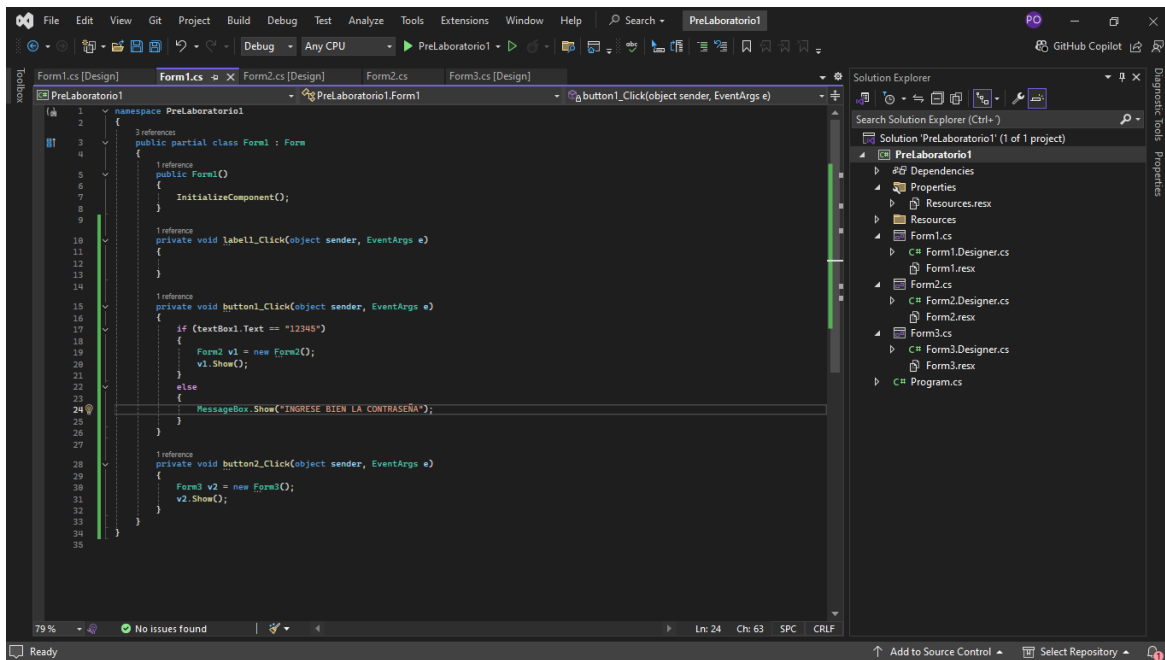 File Edit View Git Project Build Debug Test Analyze Tools Extensions Window Help Search PreLaboratorio1 PO
Debug Any CPU PreLaboratorio1 GitHub Copilot
Toolbox
Form1.cs [Design] Form1.cs Form2.cs [Design] Form2.cs Form3.cs [Design]
PreLaboratorio1 PreLaboratorio1.Form1 button1_Click(object sender, EventArgs e)
1 namespace PreLaboratorio1
2 {
3 references
3 public partial class Form1 : Form
4 {
1 reference
5 public Form1()
6 {
7 InitializeComponent();
8 }
9
1 reference
10 private void label1_Click(object sender, EventArgs e)
11 {
12
13 }
14
1 reference
15 private void button1_Click(object sender, EventArgs e)
16 {
17 if (textBox1.Text == "12345")
18 {
19 Form2 v1 = new Form2();
20 v1.Show();
21 }
22 else
23 {
24 MessageBox.Show("INGRESE BIEN LA CONTRASEÑA");
25 }
26 }
27
1 reference
28 private void button2_Click(object sender, EventArgs e)
29 {
30 Form3 v2 = new Form3();
31 v2.Show();
32 }
33 }
34 }
35
79 % No issues found Ln: 24 Ch: 63 SPC CRLF
Solution Explorer
Search Solution Explorer (Ctrl+´)
Solution 'PreLaboratorio1' (1 of 1 project)
PreLaboratorio1
Dependencies
Properties
Resources.resx
Resources
Form1.cs
C# Form1.Designer.cs
Form1.resx
Form2.cs
C# Form2.Designer.cs
Form2.resx
Form3.cs
C# Form3.Designer.cs
Form3.resx
C# Program.cs
Diagnostic Tools
Properties
Ready Add to Source Control Select Repository 1